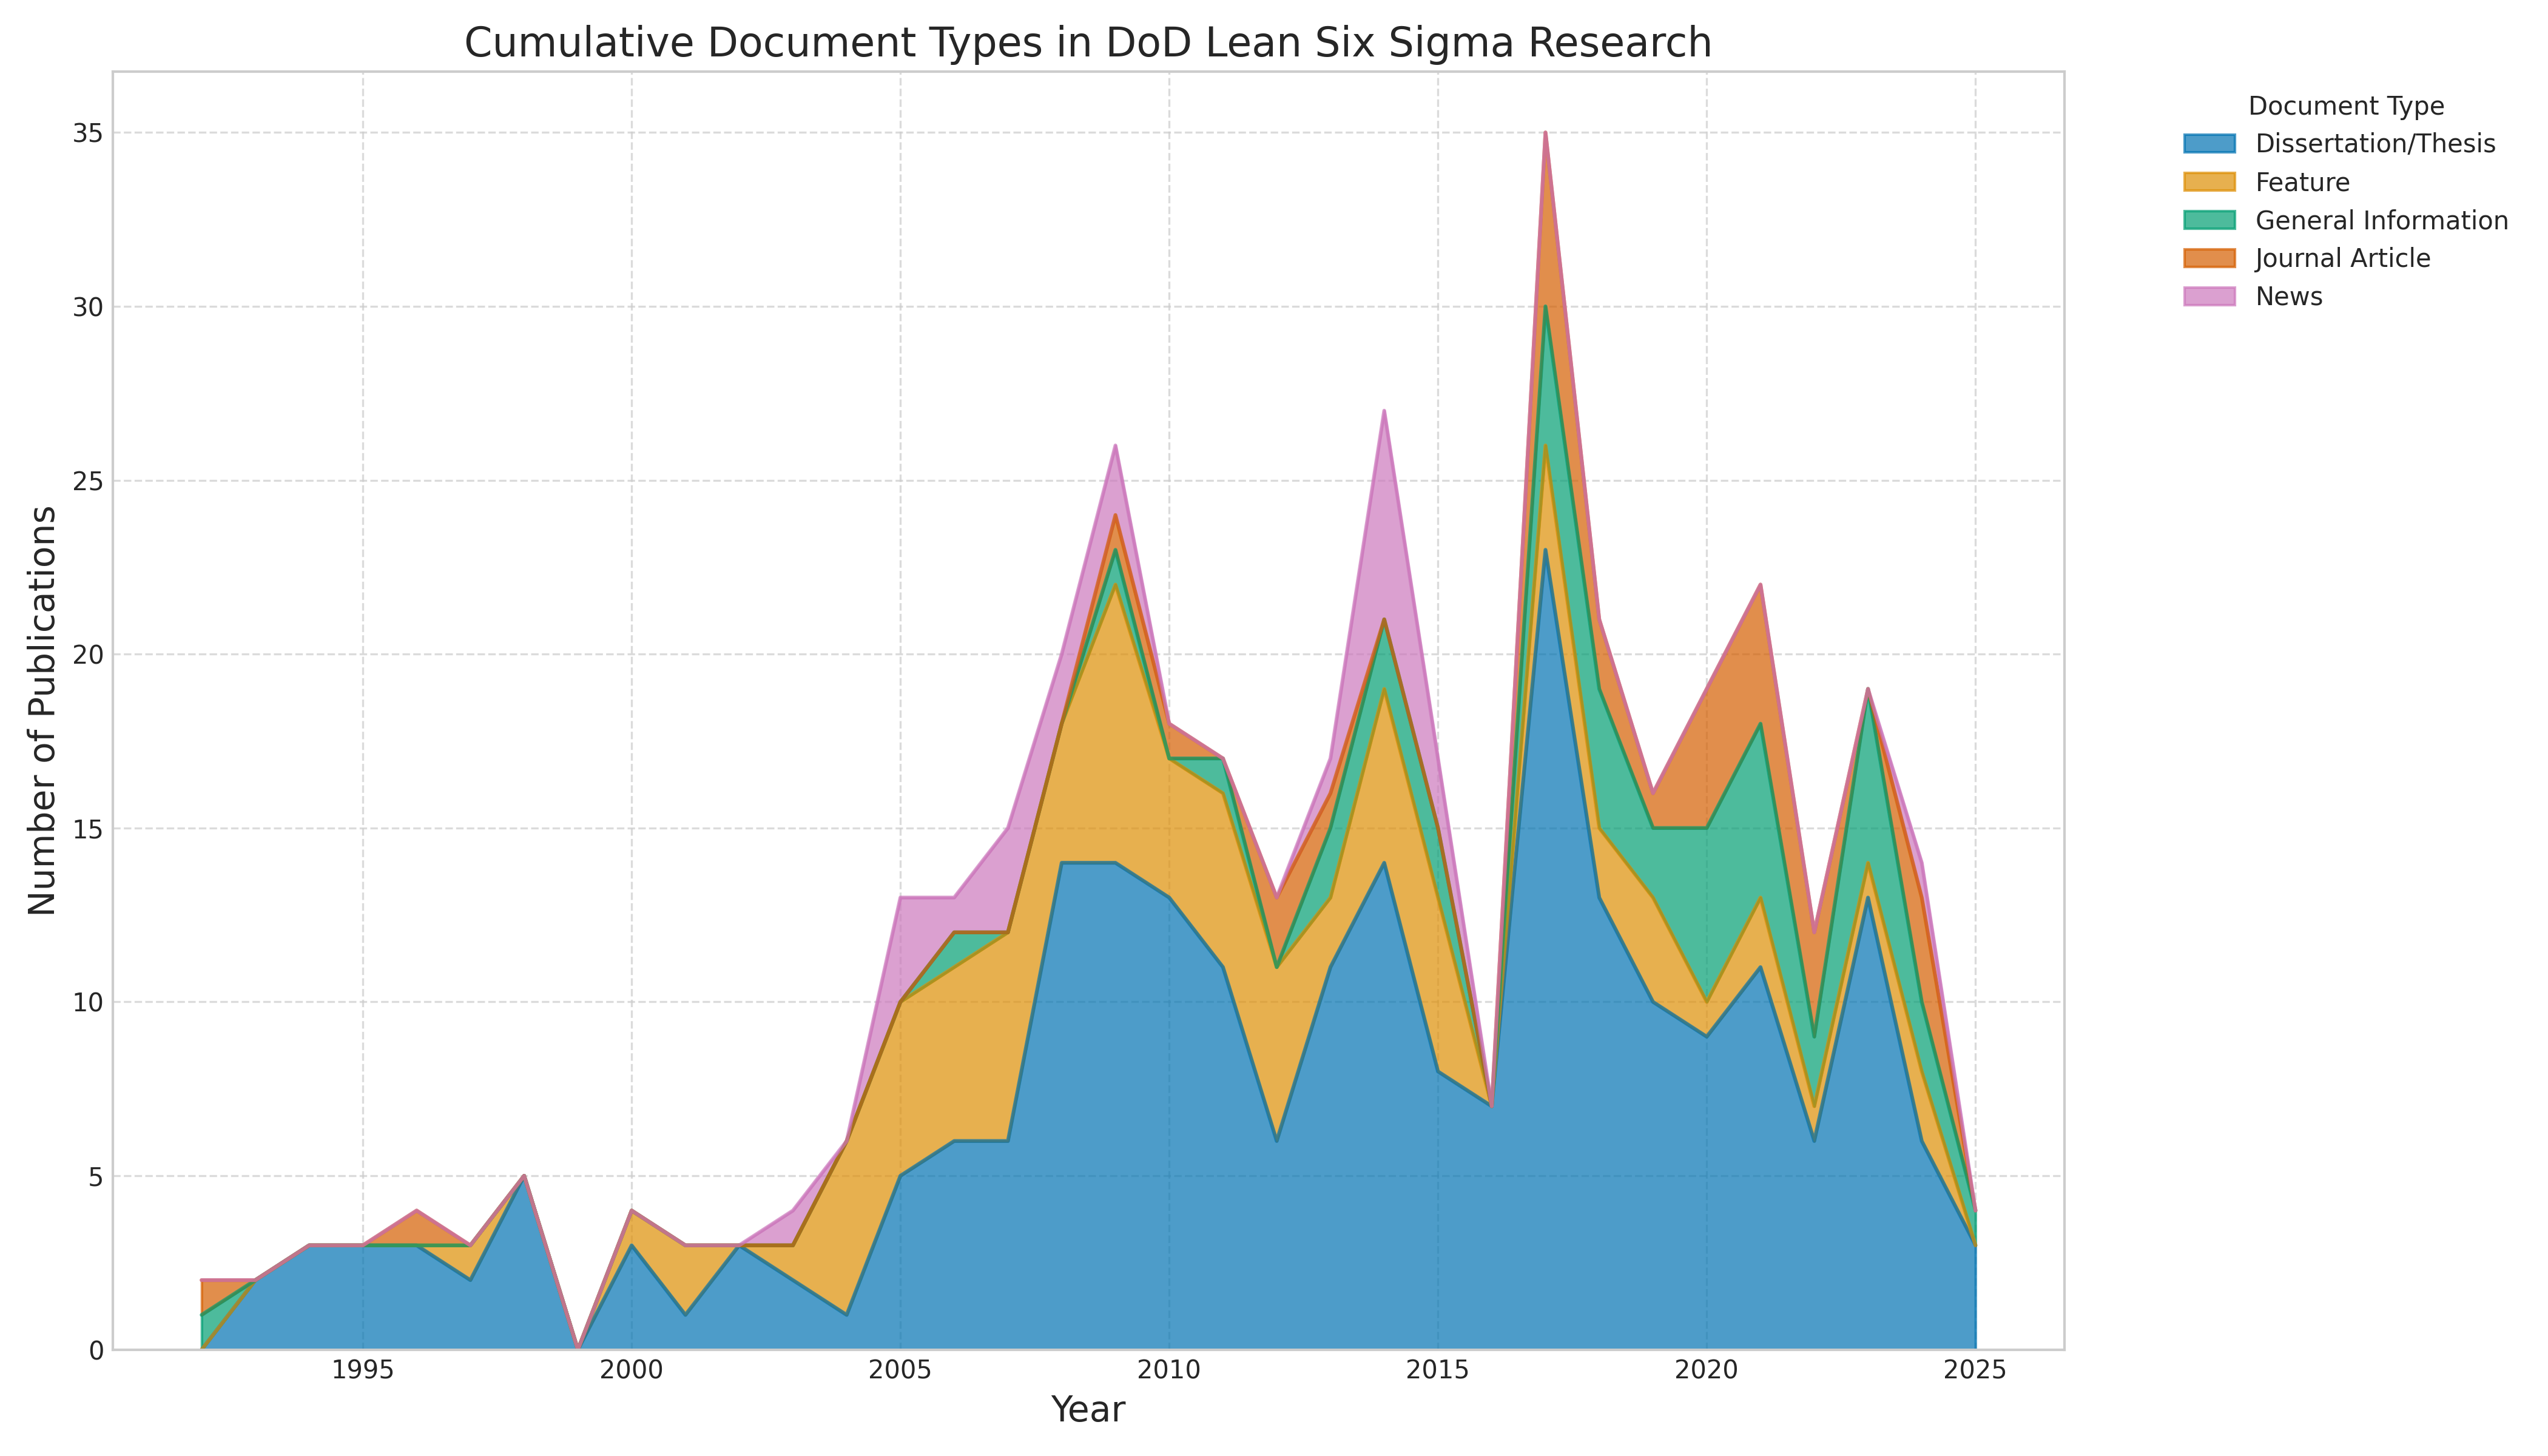 Cumulative Document Types in DoD Lean Six Sigma Research
Number of Publications
35
30
25
20
15
10
5
0
1995
2000
2005
2010
2015
2020
2025
Year
Document Type
Dissertation/Thesis
Feature
General Information
Journal Article
News